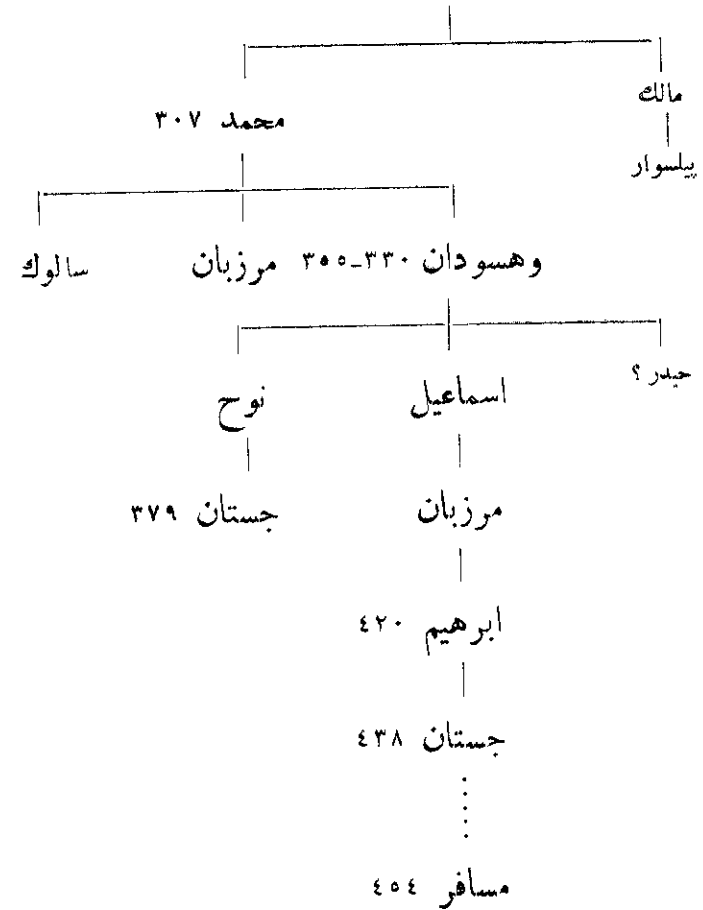 مالك
محمد ٣٠٧
پيلسوار
وهسودان ٣٣٠-٣٥٥ مرزبان سالوك
حيدر ؟
اسماعيل نوح
مرزبان جستان ٣٧٩
ابرهيم ٤٢٠
جستان ٤٣٨
مسافر ٤٥٤